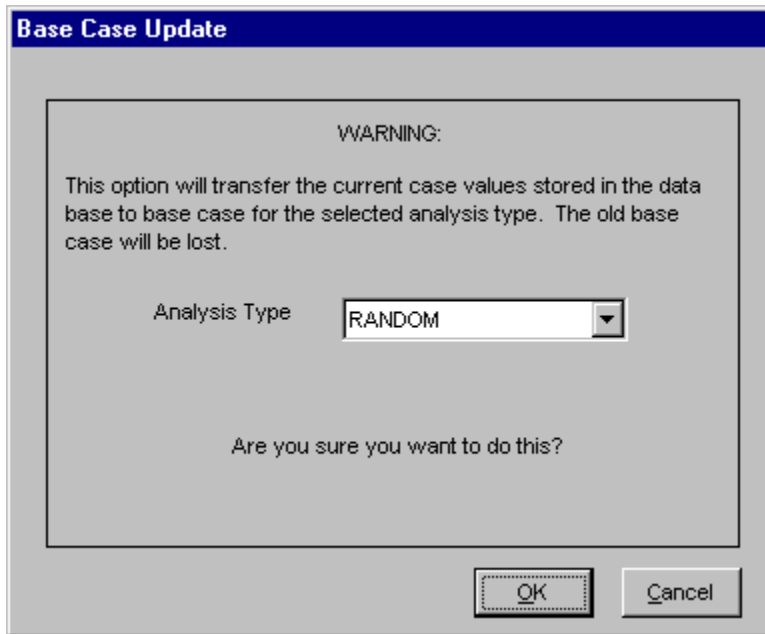 Base Case Update
WARNING:
This option will transfer the current case values stored in the data
base to base case for the selected analysis type.  The old base
case will be lost.
Analysis Type
RANDOM
Are you sure you want to do this?
OK
Cancel